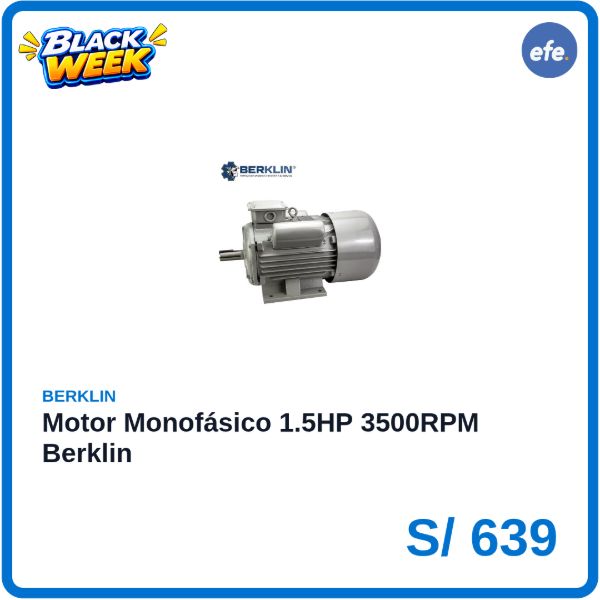 BLACK
WEEK
efe.
BERKLIN®
BERKLIN
Motor Monofásico 1.5HP 3500RPM
Berklin
S/ 639